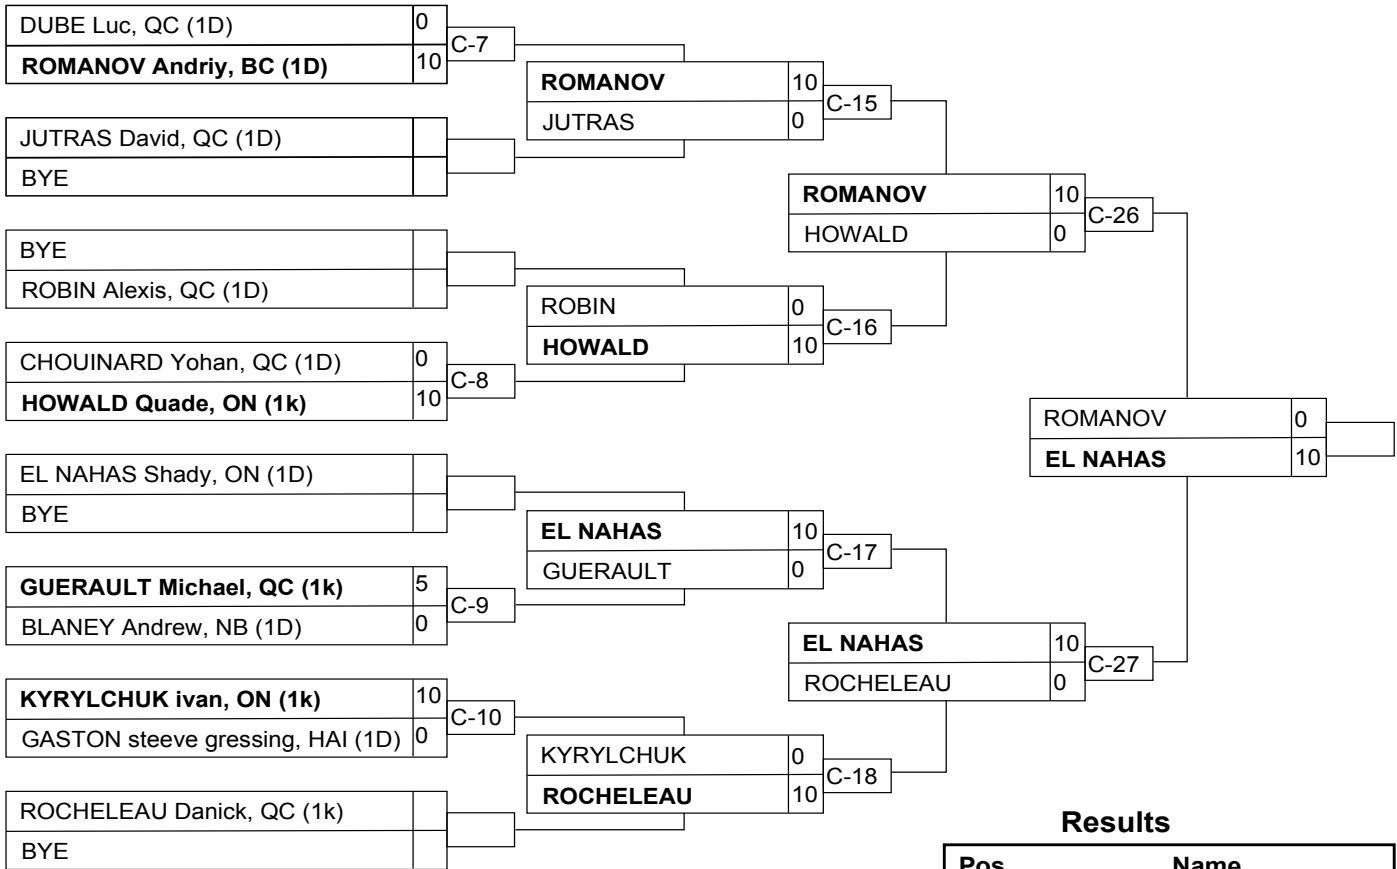 DUBE Luc, QC (1D) 0
ROMANOV Andriy, BC (1D) 10
C-7
JUTRAS David, QC (1D)
BYE
ROMANOV 10
JUTRAS 0
C-15
BYE
ROBIN Alexis, QC (1D)
CHOUINARD Yohan, QC (1D) 0
HOWALD Quade, ON (1k) 10
C-8
ROBIN 0
HOWALD 10
C-16
ROMANOV 10
HOWALD 0
C-26
EL NAHAS Shady, ON (1D)
BYE
GUERAULT Michael, QC (1k) 5
BLANEY Andrew, NB (1D) 0
C-9
EL NAHAS 10
GUERAULT 0
C-17
KYRYLCHUK ivan, ON (1k) 10
GASTON steeve gressing, HAI (1D) 0
C-10
ROCHELEAU Danick, QC (1k)
BYE
KYRYLCHUK 0
ROCHELEAU 10
C-18
EL NAHAS 10
ROCHELEAU 0
C-27
ROMANOV 0
EL NAHAS 10
Results
Pos Name